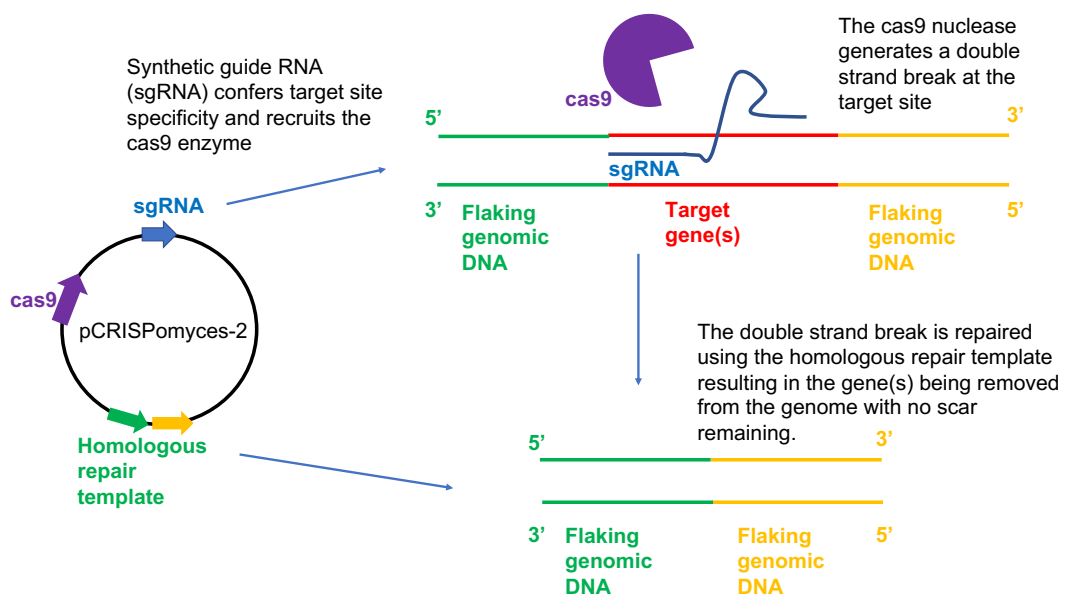 Synthetic guide RNA
(sgRNA) confers target site
specificity and recruits the
cas9 enzyme
The cas9 nuclease
generates a double
strand break at the
target site
cas9
5’
3’
sgRNA
3’
5’
Flaking
genomic
DNA
Target
gene(s)
Flaking
genomic
DNA
sgRNA
cas9
pCRISPomyces-2
Homologous
repair
template
The double strand break is repaired
using the homologous repair template
resulting in the gene(s) being removed
from the genome with no scar
remaining.
5’
3’
3’
5’
Flaking
genomic
DNA
Flaking
genomic
DNA